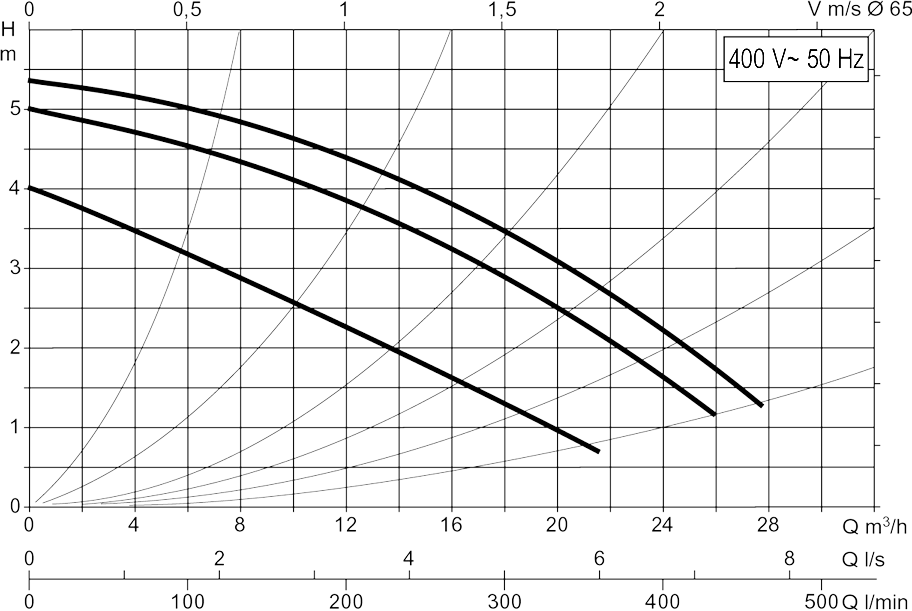 0 0,5 1 1,5 2 V m/s Ø 65
H
m
400 V~ 50 Hz
5
4
3
2
1
0
0 4 8 12 16 20 24 28 Q m³/h
0 2 4 6 8 Q l/s
0 100 200 300 400 500 Q l/min